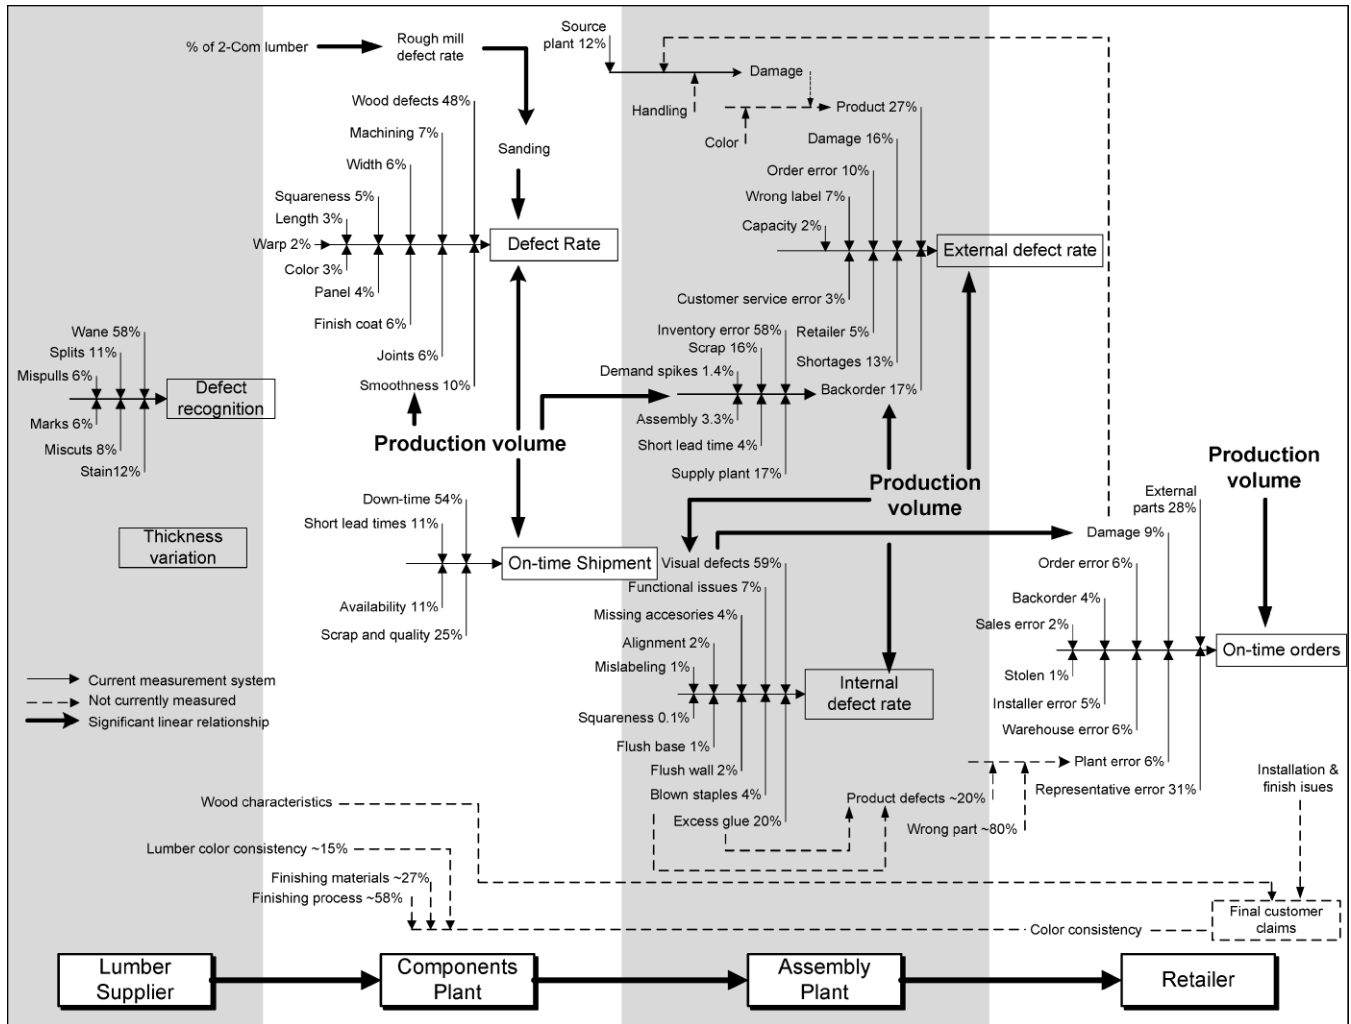 % of 2-Com lumber
Rough mill
defect rate
Source
plant 12%
Damage
Handling
Color
Product 27%
Wood defects 48%
Machining 7%
Sanding
Damage 16%
Width 6%
Order error 10%
Squareness 5%
Wrong label 7%
Length 3%
Capacity 2%
Warp 2%
Defect Rate
External defect rate
Color 3%
Panel 4%
Customer service error 3%
Finish coat 6%
Inventory error 58%
Retailer 5%
Wane 58%
Scrap 16%
Splits 11%
Joints 6%
Shortages 13%
Mispulls 6%
Demand spikes 1.4%
Defect
recognition
Smoothness 10%
Backorder 17%
Marks 6%
Assembly 3.3%
Miscuts 8%
Production volume
Short lead time 4%
Stain12%
Supply plant 17%
Production
volume
Production
volume
Down-time 54%
External
parts 28%
Short lead times 11%
Thickness
variation
Damage 9%
On-time Shipment
Visual defects 59%
Order error 6%
Functional issues 7%
Availability 11%
Missing accesories 4%
Backorder 4%
Scrap and quality 25%
Alignment 2%
Sales error 2%
On-time orders
Mislabeling 1%
Stolen 1%
Current measurement system
Not currently measured
Significant linear relationship
Internal
defect rate
Squareness 0.1%
Installer error 5%
Flush base 1%
Warehouse error 6%
Flush wall 2%
Plant error 6%
Blown staples 4%
Product defects ~20%
Representative error 31%
Installation &
finish isues
Excess glue 20%
Wrong part ~80%
Wood characteristics
Lumber color consistency ~15%
Finishing materials ~27%
Finishing process ~58%
Color consistency
Final customer
claims
Lumber
Supplier
Components
Plant
Assembly
Plant
Retailer